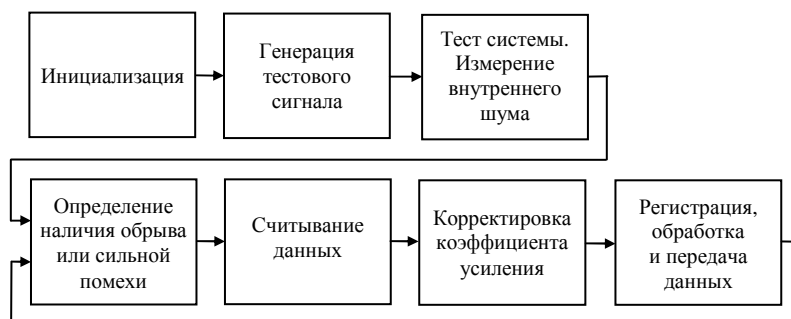 Инициализация
Генерация
тестового
сигнала
Тест системы.
Измерение
внутреннего
шума
Определение
наличия обрыва
или сильной
помехи
Считывание
данных
Корректировка
коэффициента
усиления
Регистрация,
обработка
и передача
данных